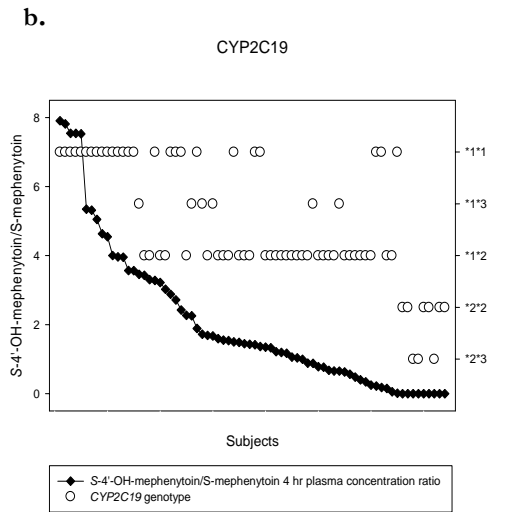 b.
CYP2C19
S-4'-OH-mephenytoin/S-mephenytoin
8
6
4
2
0
*1*1
*1*3
*1*2
*2*2
*2*3
Subjects
S-4'-OH-mephenytoin/S-mephenytoin 4 hr plasma concentration ratio
CYP2C19 genotype